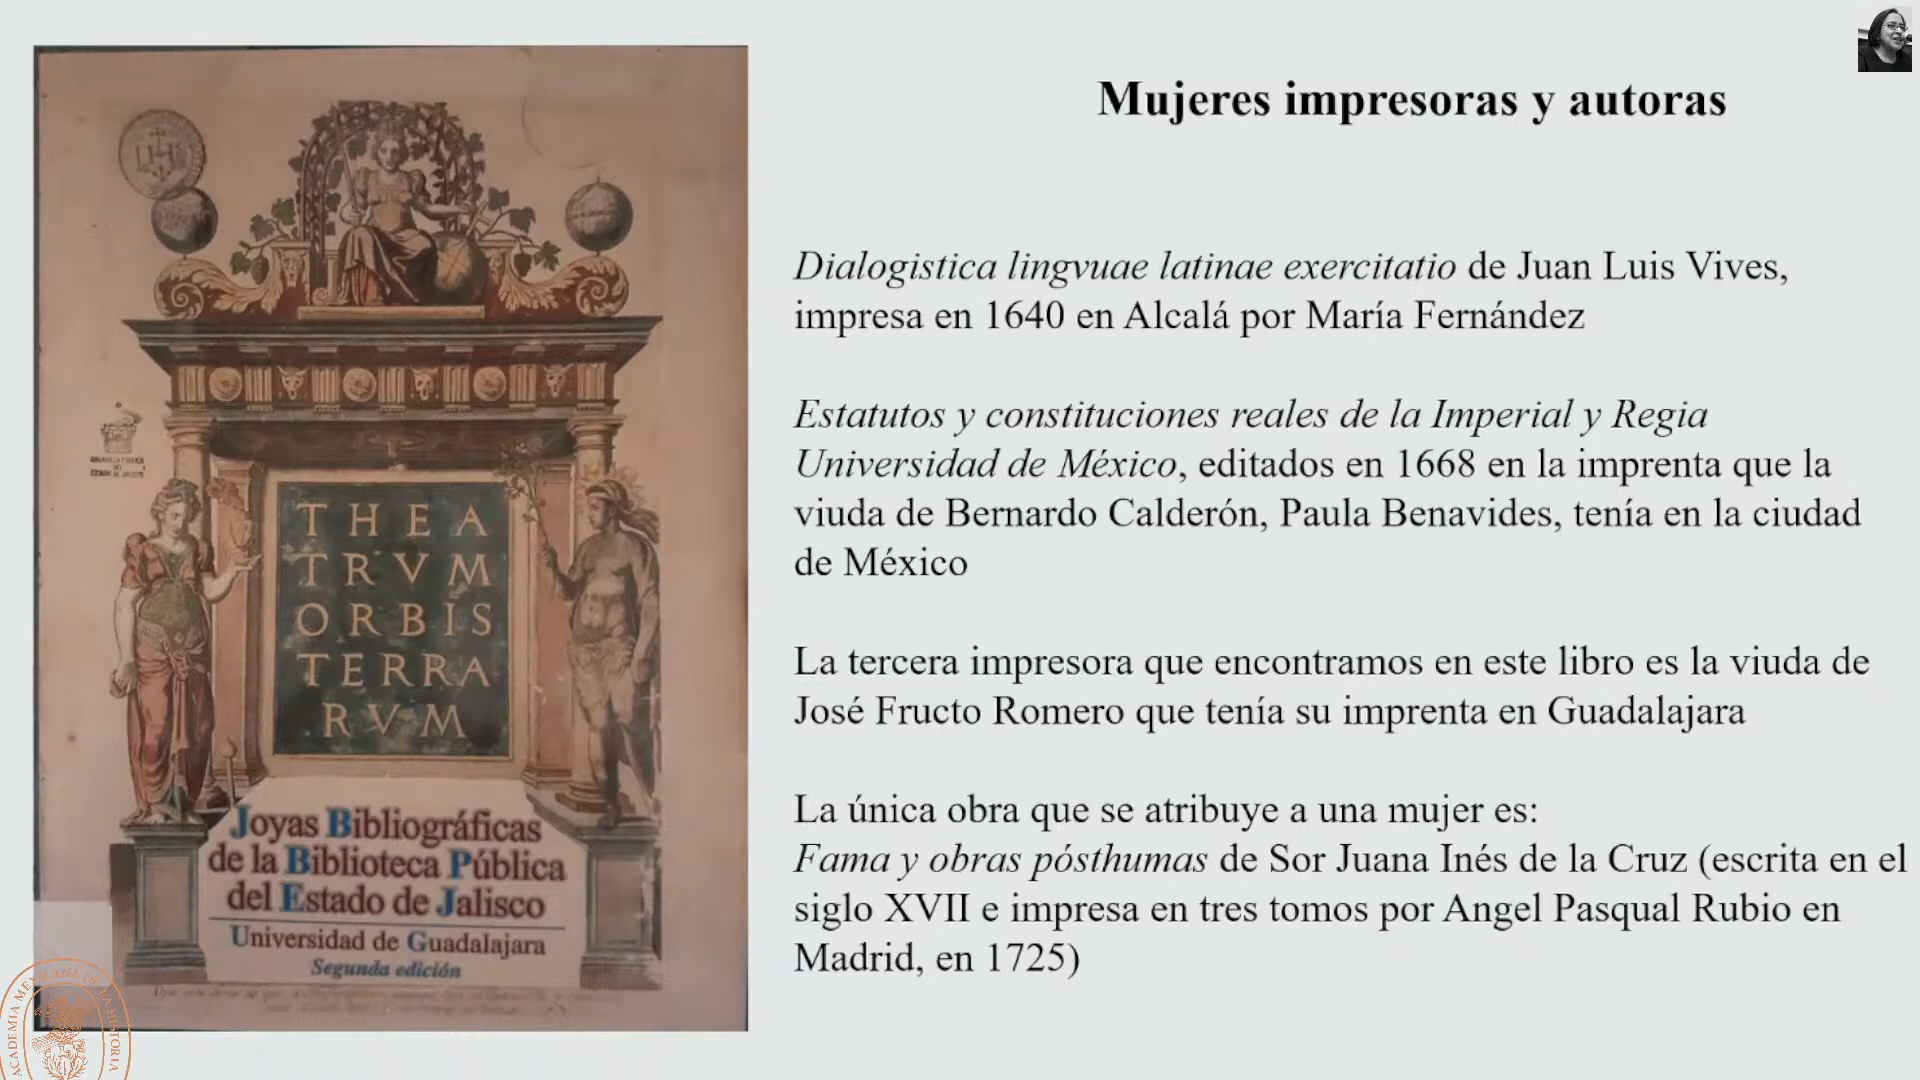 Mujeres impresoras y autoras
Dialogistica lingvuae latinae exercitatio de Juan Luis Vives,
impresa en 1640 en Alcalá por María Fernández
Estatutos y constituciones reales de la Imperial y Regia
Universidad de México, editados en 1668 en la imprenta que la
viuda de Bernardo Calderón, Paula Benavides, tenía en la ciudad
de México
La tercera impresora que encontramos en este libro es la viuda de
José Fructo Romero que tenía su imprenta en Guadalajara
La única obra que se atribuye a una mujer es:
Fama y obras pósthumas de Sor Juana Inés de la Cruz (escrita en el
siglo XVII e impresa en tres tomos por Angel Pasqual Rubio en
Madrid, en 1725)
THEA
TRVM
ORBIS
TERRA
RVM
Joyas Bibliográficas
de la Biblioteca Pública
del Estado de Jalisco
Universidad de Guadalajara
Segunda edición
ACADEMIA MEXICANA DE LA HISTORIA